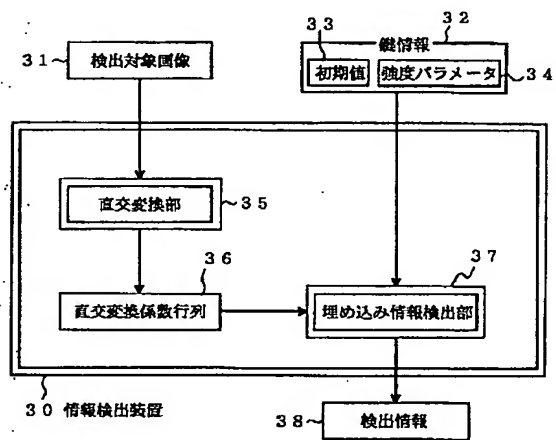 ３２
鍵情報
３３
初期値
強度パラメータ
３４
３１
検出対象画像
直交変換部
３５
３６
直交変換係数行列
３７
埋め込み情報検出部
３０ 情報検出装置
３８
検出情報